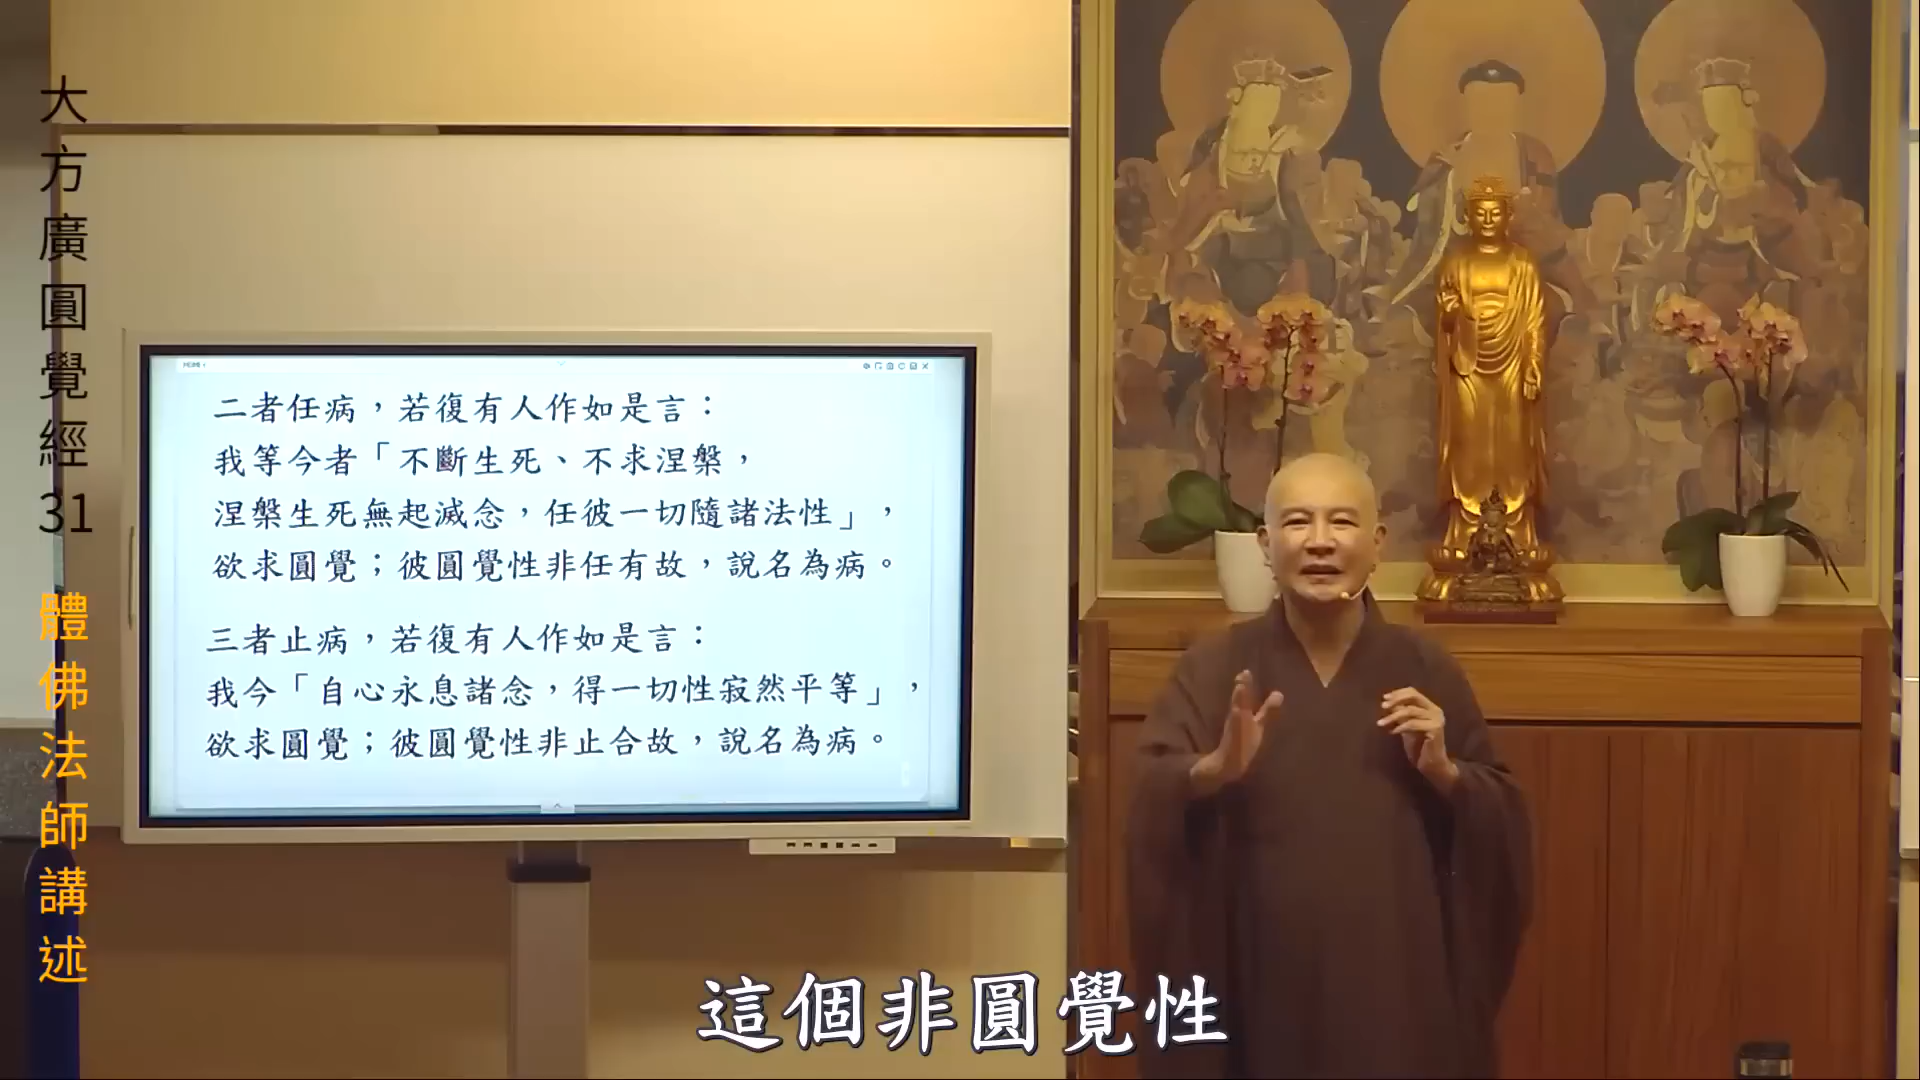 大方廣圓覺經31 體佛法師講述
二者任病，若復有人作如是言：
我等今者「不斷生死、不求涅槃，
涅槃生死無起滅念，任彼一切隨諸法性」，
欲求圓覺；彼圓覺性非任有故，說名為病。
三者止病，若復有人作如是言：
我今「自心永息諸念，得一切性寂然平等」，
欲求圓覺；彼圓覺性非止合故，說名為病。
這個非圓覺性